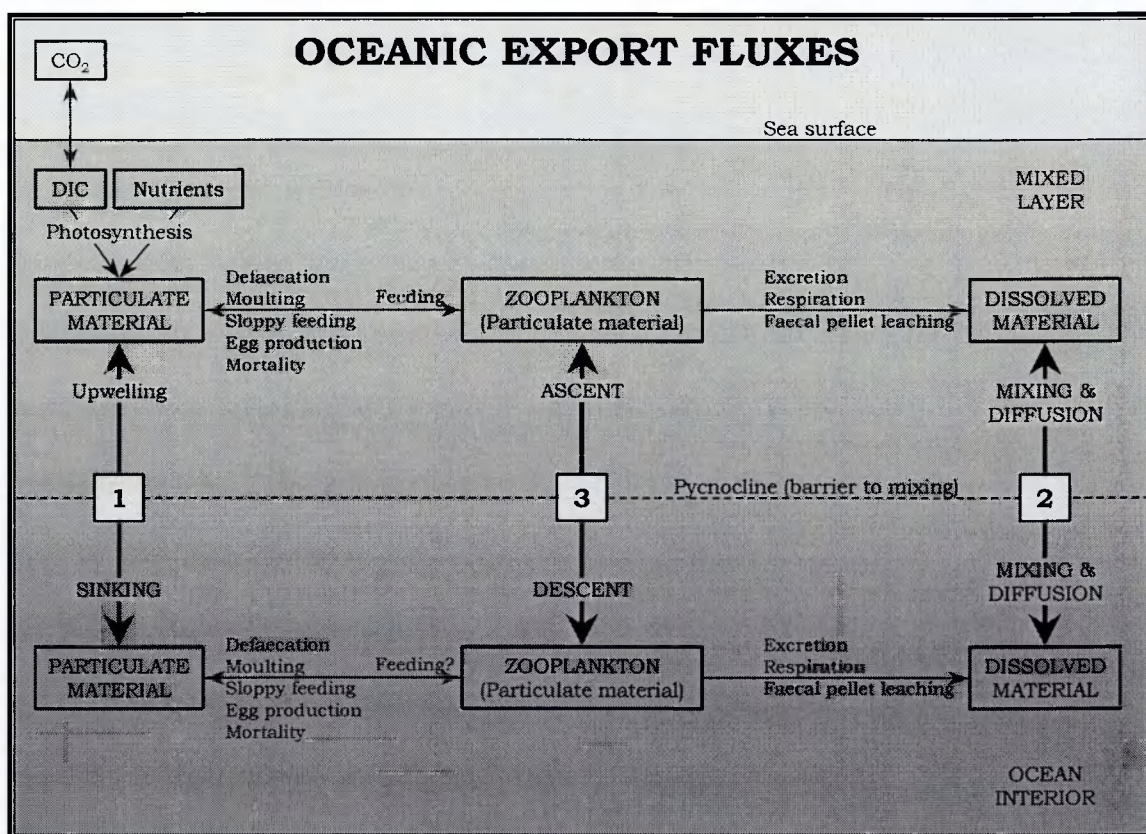 OCEANIC EXPORT FLUXES
CO₂
Sea surface
DIC
Nutrients
MIXED
LAYER
Photosynthesis
PARTICULATE
MATERIAL
Defaecation
Moulting
Sloppy feeding
Egg production
Mortality
Feeding
ZOOPLANKTON
(Particulate material)
Excretion
Respiration
Faecal pellet leaching
DISSOLVED
MATERIAL
Upwelling
ASCENT
MIXING &
DIFFUSION
1
3
Pycnocline (barrier to mixing)
2
SINKING
DESCENT
MIXING &
DIFFUSION
PARTICULATE
MATERIAL
Defaecation
Moulting
Sloppy feeding
Egg production
Mortality
Feeding?
ZOOPLANKTON
(Particulate material)
Excretion
Respiration
Faecal pellet leaching
DISSOLVED
MATERIAL
OCEAN
INTERIOR